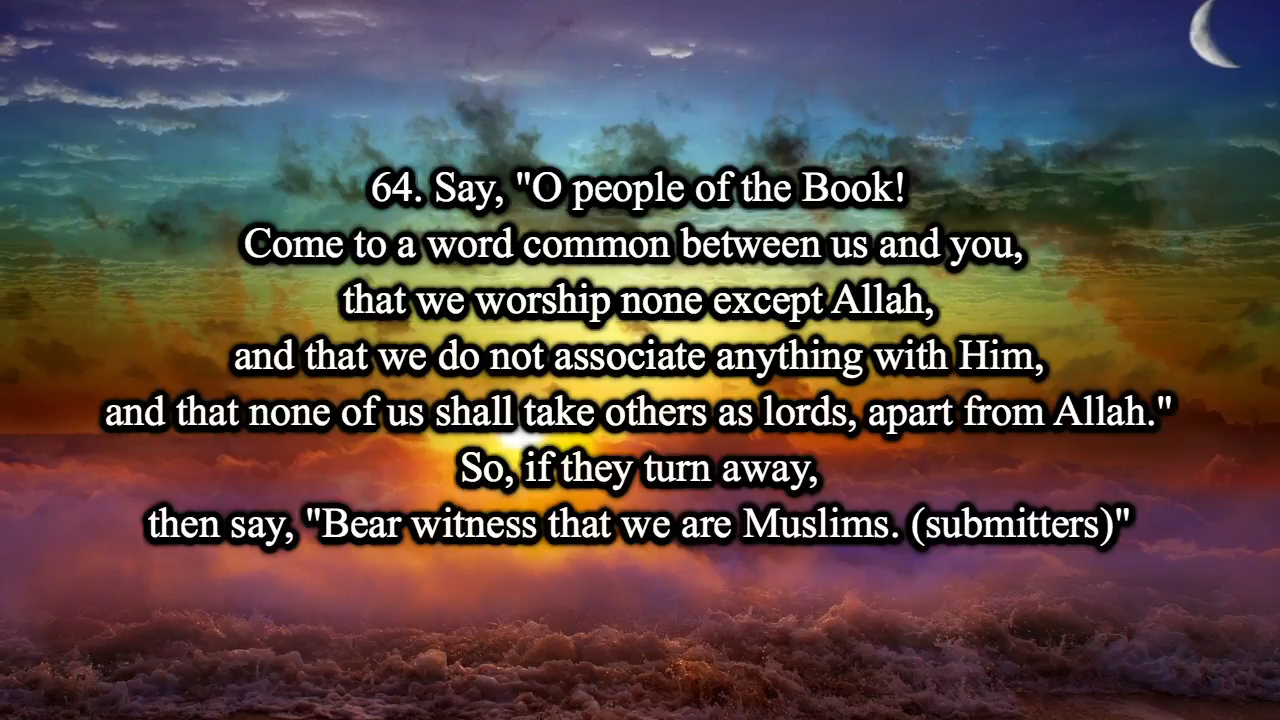 64. Say, "O people of the Book!
Come to a word common between us and you,
that we worship none except Allah,
and that we do not associate anything with Him,
and that none of us shall take others as lords, apart from Allah."
So, if they turn away,
then say, "Bear witness that we are Muslims. (submitters)"